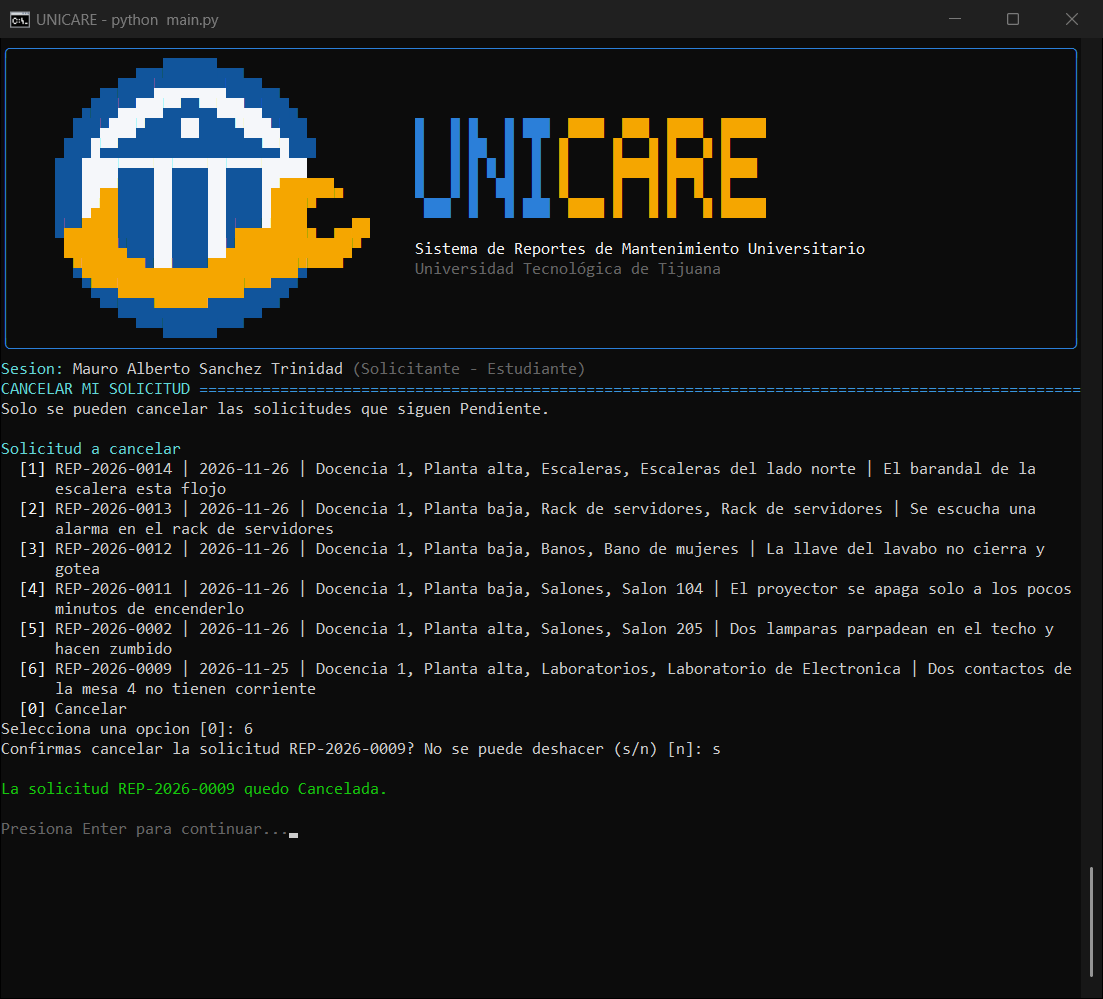 UNICARE - python  main.py
UNICARE
Sistema de Reportes de Mantenimiento Universitario
Universidad Tecnológica de Tijuana
Sesion: Mauro Alberto Sanchez Trinidad (Solicitante - Estudiante)
CANCELAR MI SOLICITUD ==================================================================================================
Solo se pueden cancelar las solicitudes que siguen Pendiente.
Solicitud a cancelar
[1] REP-2026-0014 | 2026-11-26 | Docencia 1, Planta alta, Escaleras, Escaleras del lado norte | El barandal de la
escalera esta flojo
[2] REP-2026-0013 | 2026-11-26 | Docencia 1, Planta baja, Rack de servidores, Rack de servidores | Se escucha una
alarma en el rack de servidores
[3] REP-2026-0012 | 2026-11-26 | Docencia 1, Planta baja, Banos, Bano de mujeres | La llave del lavabo no cierra y
gotea
[4] REP-2026-0011 | 2026-11-26 | Docencia 1, Planta baja, Salones, Salon 104 | El proyector se apaga solo a los pocos
minutos de encenderlo
[5] REP-2026-0002 | 2026-11-26 | Docencia 1, Planta alta, Salones, Salon 205 | Dos lamparas parpadean en el techo y
hacen zumbido
[6] REP-2026-0009 | 2026-11-25 | Docencia 1, Planta alta, Laboratorios, Laboratorio de Electronica | Dos contactos de
la mesa 4 no tienen corriente
[0] Cancelar
Selecciona una opcion [0]: 6
Confirmas cancelar la solicitud REP-2026-0009? No se puede deshacer (s/n) [n]: s
La solicitud REP-2026-0009 quedo Cancelada.
Presiona Enter para continuar...